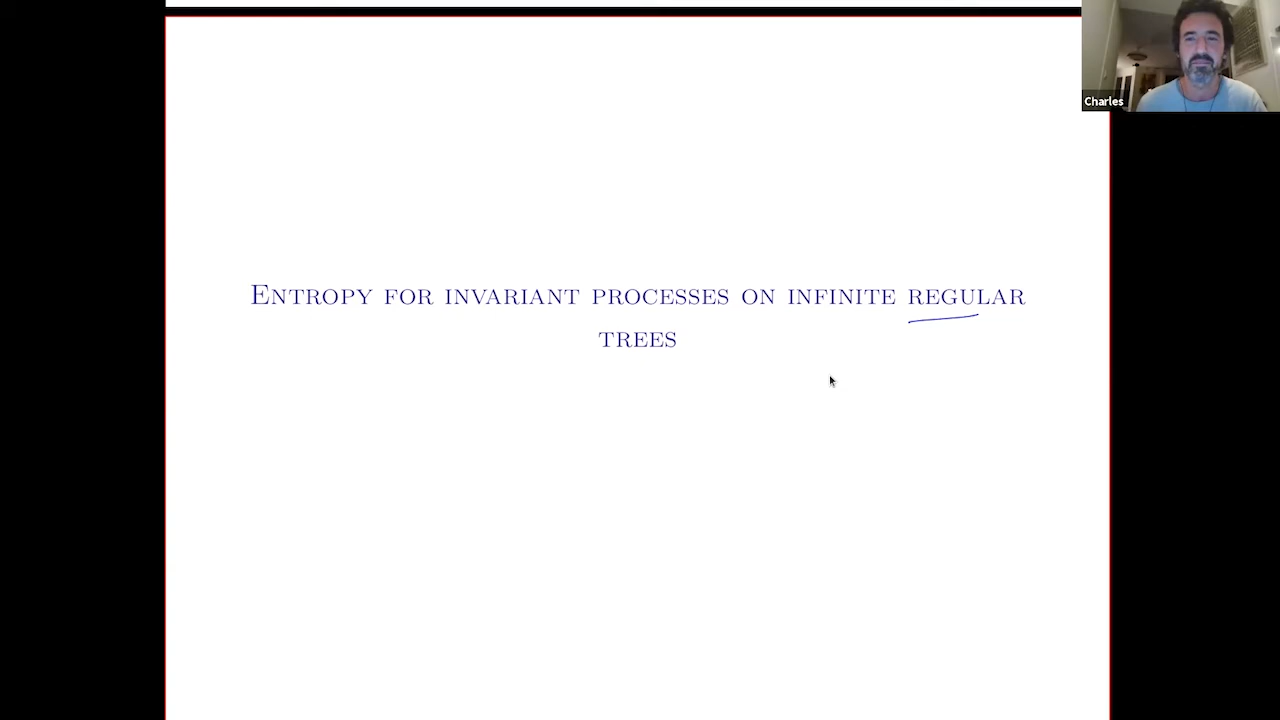 Charles
Entropy for invariant processes on infinite regular
trees